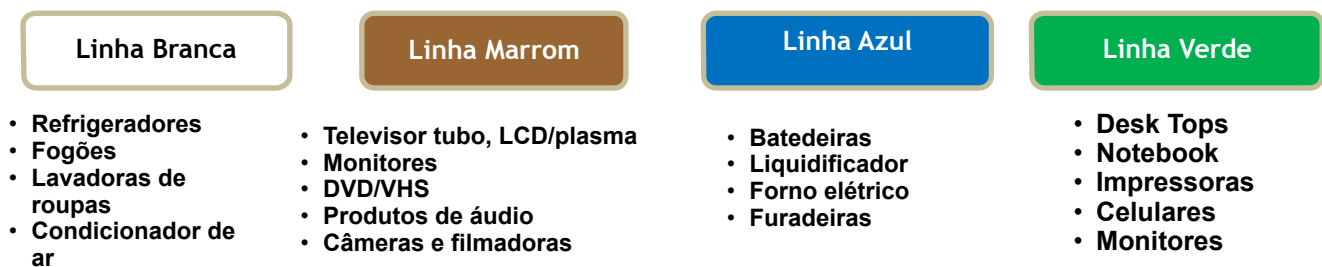 Linha Branca
• Refrigeradores
• Fogões
• Lavadoras de
roupas
• Condicionador de
ar
Linha Marrom
• Televisor tubo, LCD/plasma
• Monitores
• DVD/VHS
• Produtos de áudio
• Câmeras e filmadoras
Linha Azul
• Batedeiras
• Liquidificador
• Forno elétrico
• Furadeiras
Linha Verde
• Desk Tops
• Notebook
• Impressoras
• Celulares
• Monitores